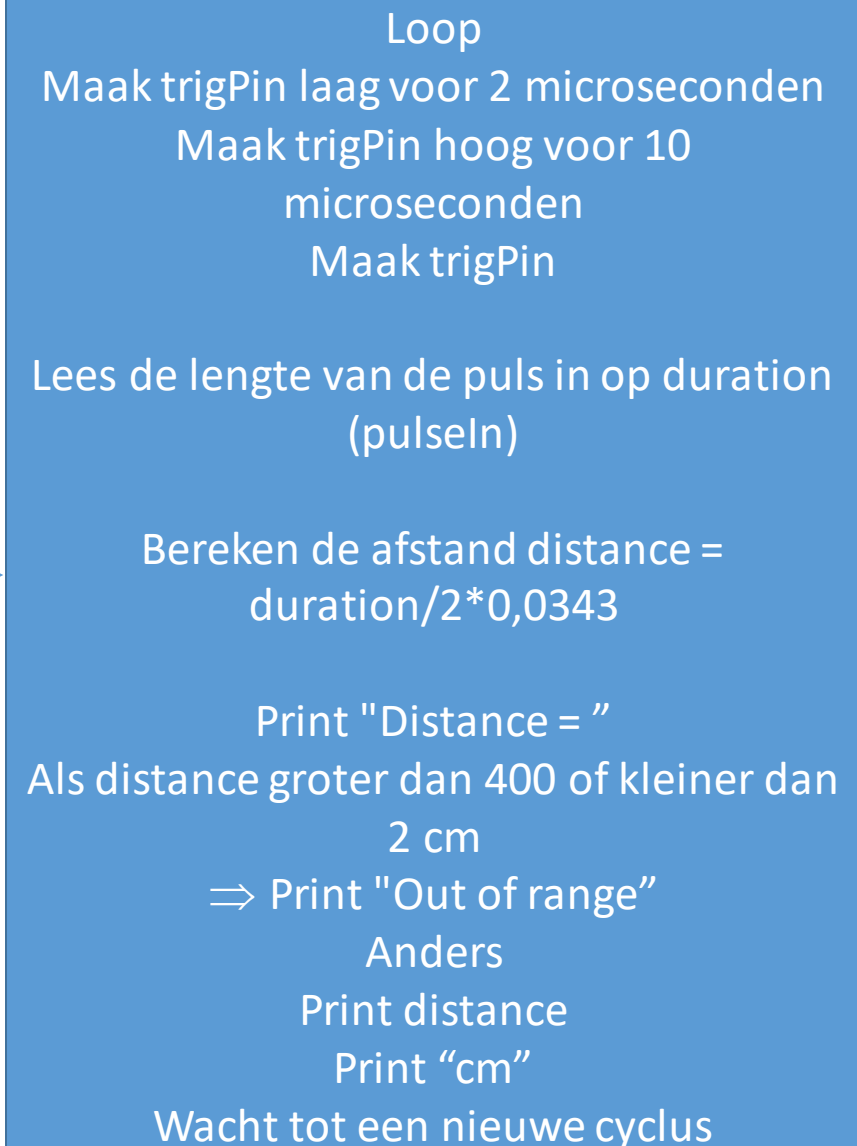 Loop
Maak trigPin laag voor 2 microseconden
Maak trigPin hoog voor 10
microseconden
Maak trigPin
Lees de lengte van de puls in op duration
(pulseIn)
Bereken de afstand distance =
duration/2*0,0343
Print "Distance = ”
Als distance groter dan 400 of kleiner dan
2 cm
⇒ Print "Out of range”
Anders
Print distance
Print “cm”
Wacht tot een nieuwe cyclus